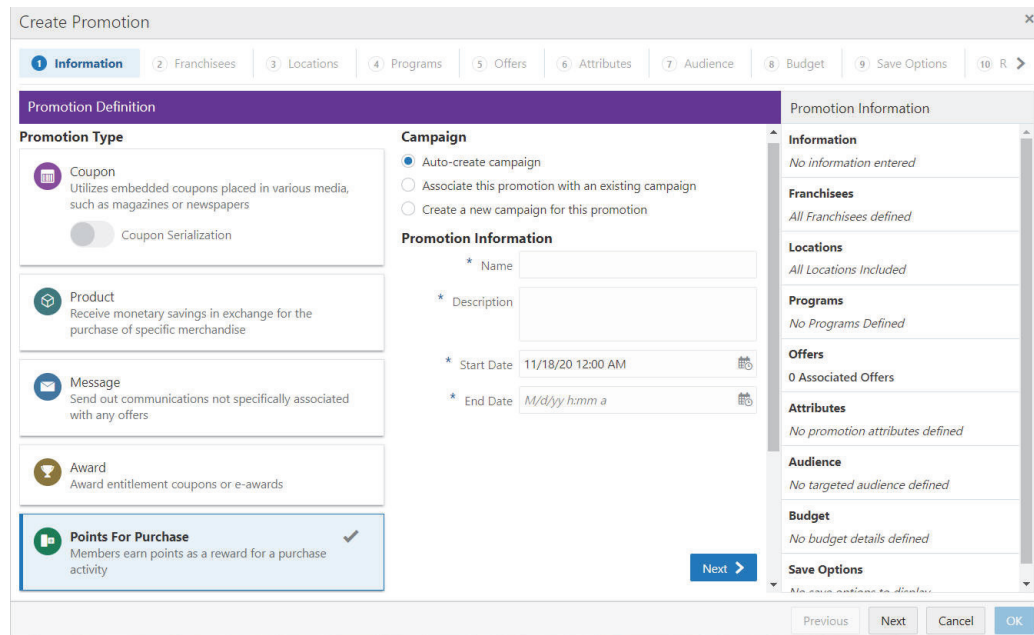 Create Promotion
×
1 Information
2 Franchisees
3 Locations
4 Programs
5 Offers
6 Attributes
7 Audience
8 Budget
9 Save Options
10 R
Promotion Definition
Promotion Type
Coupon
Utilizes embedded coupons placed in various media,
such as magazines or newspapers
Coupon Serialization
Product
Receive monetary savings in exchange for the
purchase of specific merchandise
Message
Send out communications not specifically associated
with any offers
Award
Award entitlement coupons or e-awards
Points For Purchase
Members earn points as a reward for a purchase
activity
Campaign
Auto-create campaign
Associate this promotion with an existing campaign
Create a new campaign for this promotion
Promotion Information
* Name
* Description
* Start Date 11/18/20 12:00 AM
* End Date M/d/yy h:mm a
Next
Promotion Information
Information
No information entered
Franchisees
All Franchisees defined
Locations
All Locations Included
Programs
No Programs Defined
Offers
0 Associated Offers
Attributes
No promotion attributes defined
Audience
No targeted audience defined
Budget
No budget details defined
Save Options
No save options to display
Previous
Next
Cancel
OK